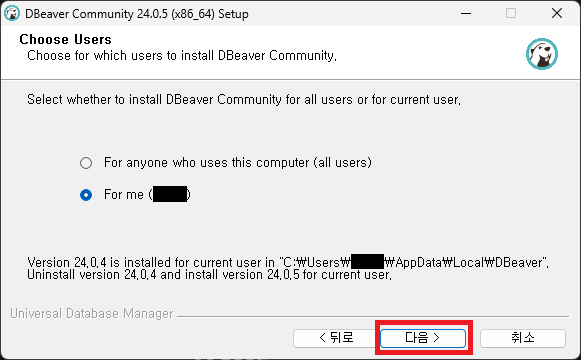 DBeaver Community 24.0.5 (x86_64) Setup
Choose Users
Choose for which users to install DBeaver Community.
Select whether to install DBeaver Community for all users or for current user.
For anyone who uses this computer (all users)
For me ( )
Version 24.0.4 is installed for current user in "C:₩Users₩ ₩AppData₩Local₩DBeaver".
Uninstall version 24.0.4 and install version 24.0.5 for current user.
Universal Database Manager
< 뒤로
다음 >
취소